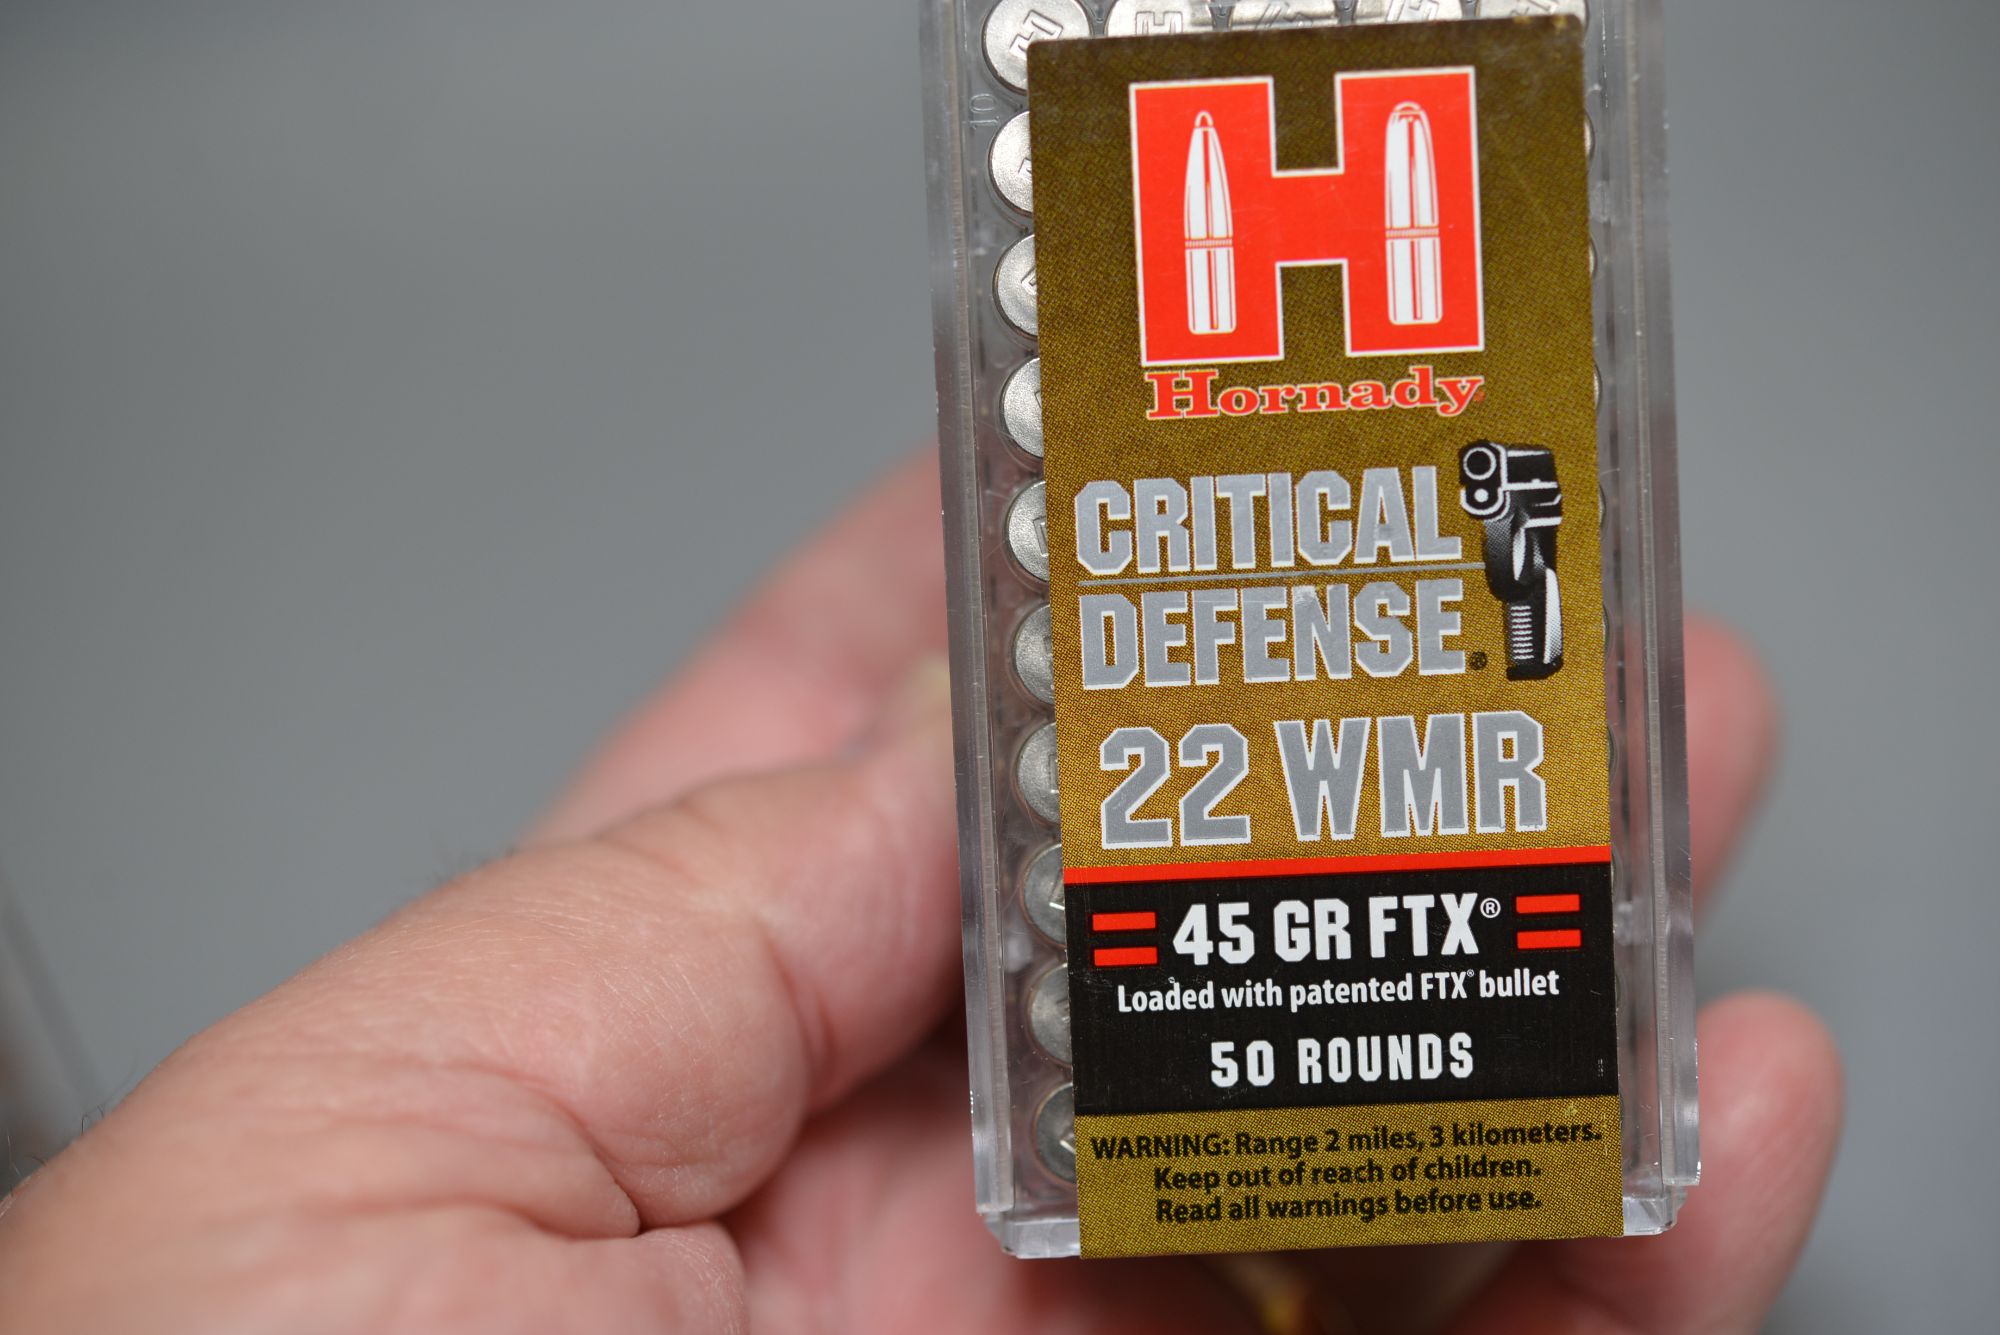 10
Hornady
CRITICAL
DEFENSE®
22 WMR
45 GR FTX®
Loaded with patented FTX® bullet
50 ROUNDS
WARNING: Range 2 miles, 3 kilometers.
Keep out of reach of children.
Read all warnings before use.